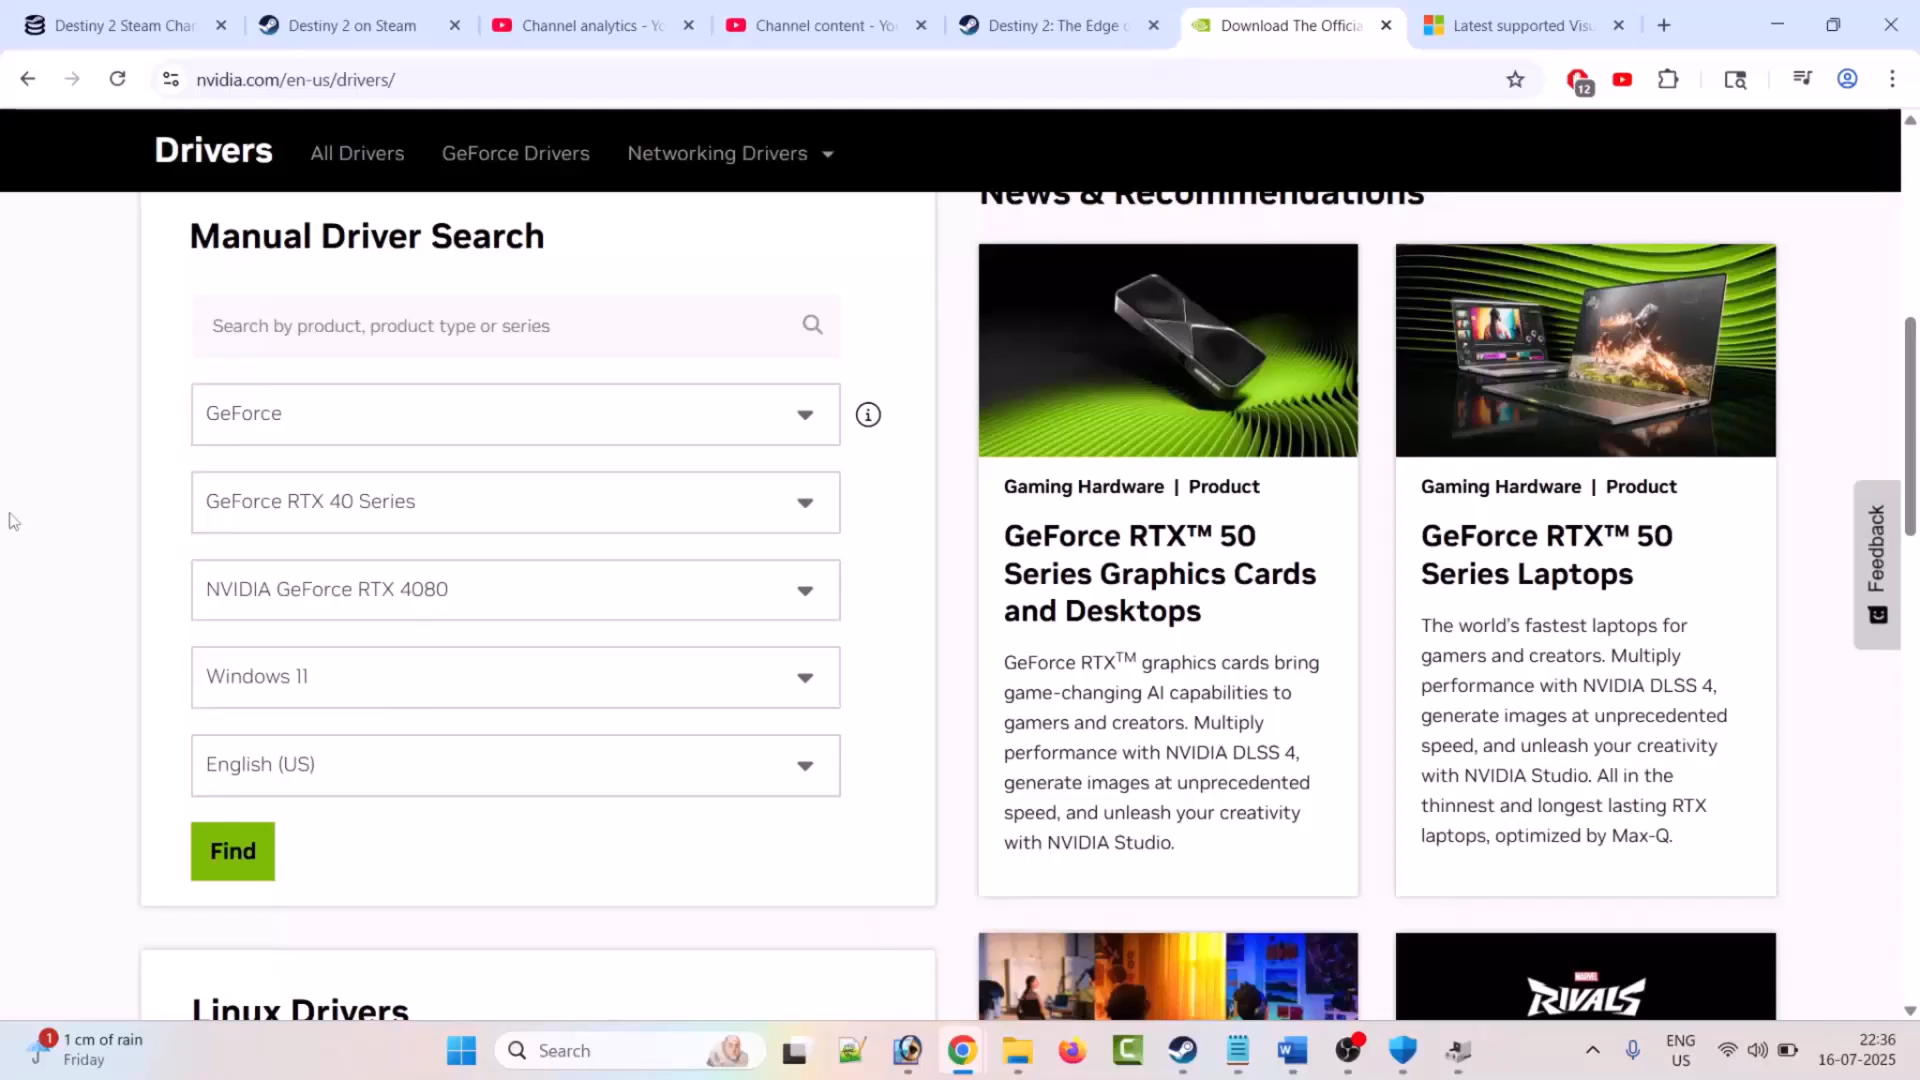 Destiny 2 Steam Char
Destiny 2 on Steam
Channel analytics - Yo
Channel content - You
Destiny 2: The Edge o
Download The Officia
Latest supported Visu
nvidia.com/en-us/drivers/
12
Drivers
All Drivers
GeForce Drivers
Networking Drivers
News & Recommendations
Manual Driver Search
Search by product, product type or series
GeForce
GeForce RTX 40 Series
NVIDIA GeForce RTX 4080
Windows 11
English (US)
Find
Linux Drivers
Gaming Hardware | Product
GeForce RTX™ 50
Series Graphics Cards
and Desktops
GeForce RTXTM graphics cards bring
game-changing AI capabilities to
gamers and creators. Multiply
performance with NVIDIA DLSS 4,
generate images at unprecedented
speed, and unleash your creativity
with NVIDIA Studio.
Gaming Hardware | Product
GeForce RTX™ 50
Series Laptops
The world's fastest laptops for
gamers and creators. Multiply
performance with NVIDIA DLSS 4,
generate images at unprecedented
speed, and unleash your creativity
with NVIDIA Studio. All in the
thinnest and longest lasting RTX
laptops, optimized by Max-Q.
MARVEL
RIVALS
Feedback
1
1 cm of rain
Friday
Search
ENG
US
22:36
16-07-2025